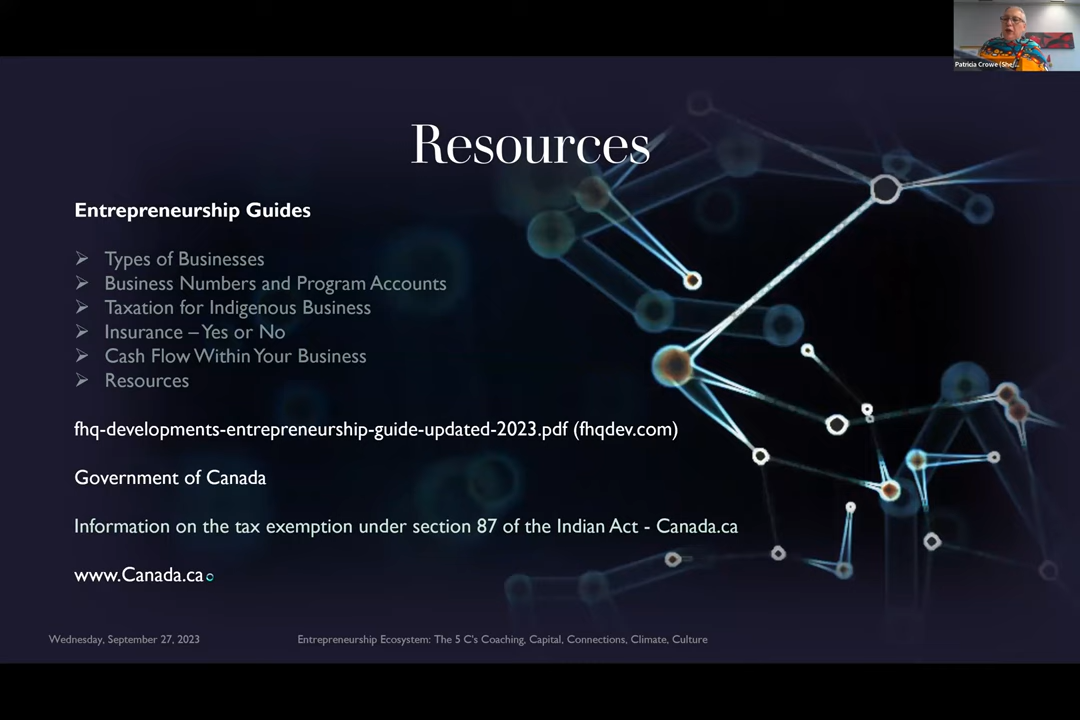 Patricia Crowe (She/...
Resources
Entrepreneurship Guides
Types of Businesses
Business Numbers and Program Accounts
Taxation for Indigenous Business
Insurance – Yes or No
Cash Flow Within Your Business
Resources
fhq-developments-entrepreneurship-guide-updated-2023.pdf (fhqdev.com)
Government of Canada
Information on the tax exemption under section 87 of the Indian Act - Canada.ca
www.Canada.ca
Wednesday, September 27, 2023
Entrepreneurship Ecosystem: The 5 C's Coaching, Capital, Connections, Climate, Culture